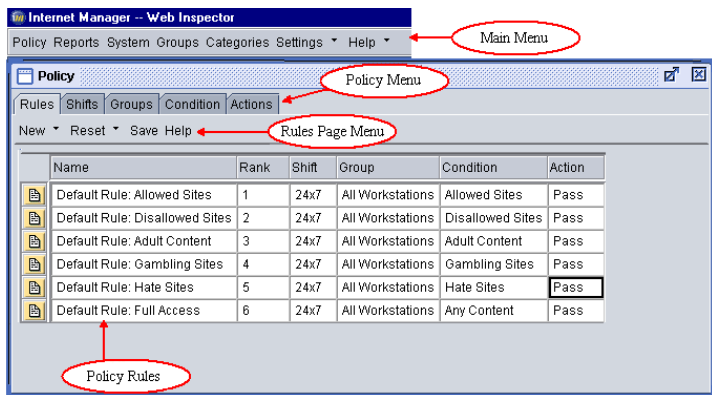 Internet Manager -- Web Inspector
Policy Reports System Groups Categories Settings Help
Main Menu
Policy
Policy Menu
Rules Shifts Groups Condition Actions
New Reset Save Help
Rules Page Menu
Name Rank Shift Group Condition Action
Default Rule: Allowed Sites 1 24x7 All Workstations Allowed Sites Pass
Default Rule: Disallowed Sites 2 24x7 All Workstations Disallowed Sites Pass
Default Rule: Adult Content 3 24x7 All Workstations Adult Content Pass
Default Rule: Gambling Sites 4 24x7 All Workstations Gambling Sites Pass
Default Rule: Hate Sites 5 24x7 All Workstations Hate Sites Pass
Default Rule: Full Access 6 24x7 All Workstations Any Content Pass
Policy Rules